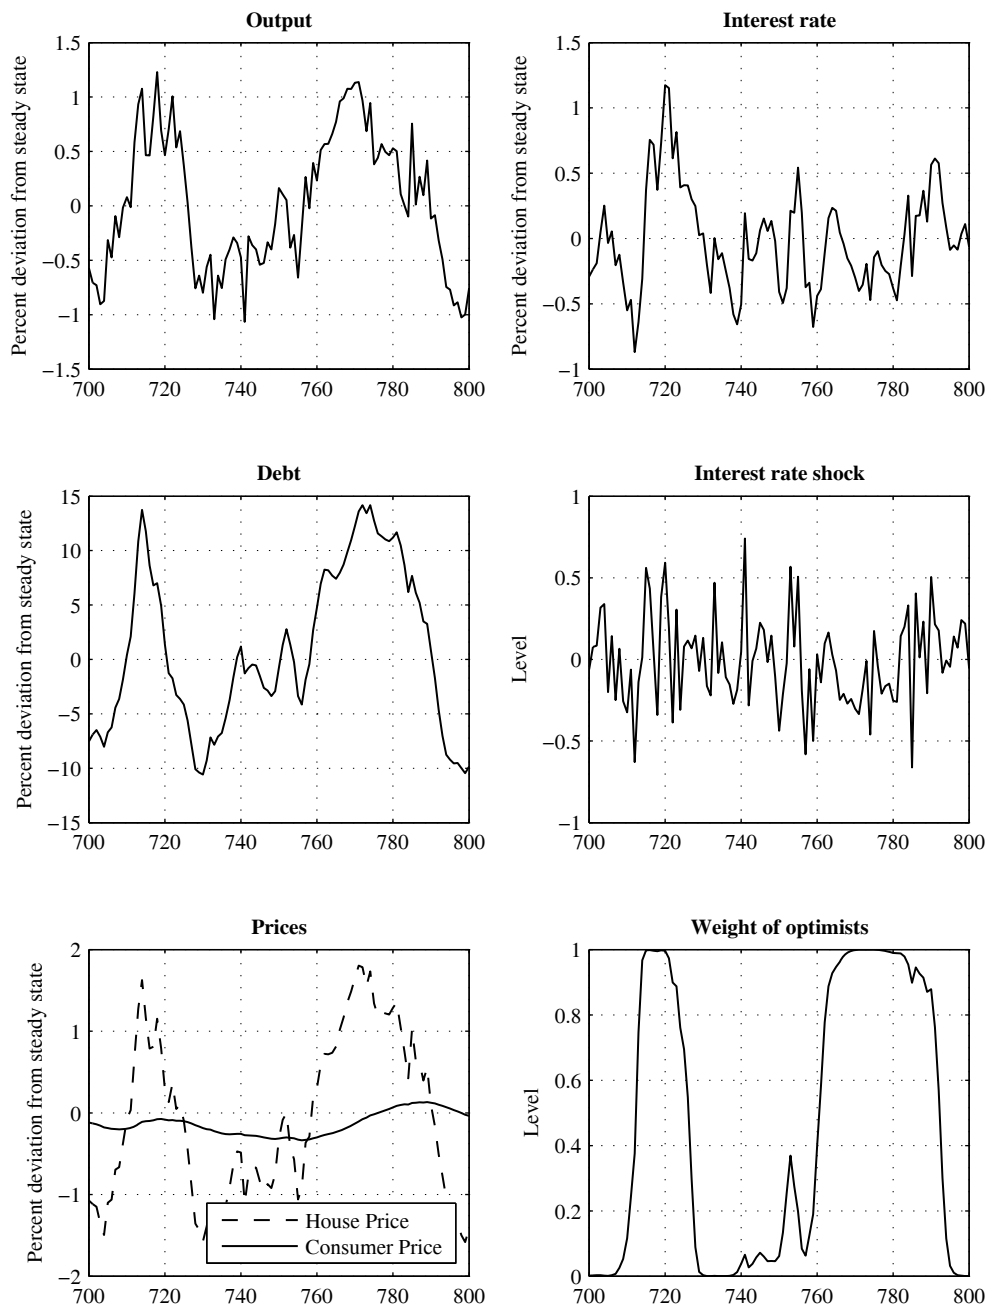 Output
Percent deviation from steady state
1.5
1
0.5
0
−0.5
−1
−1.5
700 720 740 760 780 800
Interest rate
Percent deviation from steady state
1.5
1
0.5
0
−0.5
−1
700 720 740 760 780 800
Debt
Percent deviation from steady state
15
10
5
0
−5
−10
−15
700 720 740 760 780 800
Interest rate shock
Level
1
0.5
0
−0.5
−1
700 720 740 760 780 800
Prices
Percent deviation from steady state
2
1
0
−1
−2
700 720 740 760 780 800
House Price
Consumer Price
Weight of optimists
Level
1
0.8
0.6
0.4
0.2
0
700 720 740 760 780 800